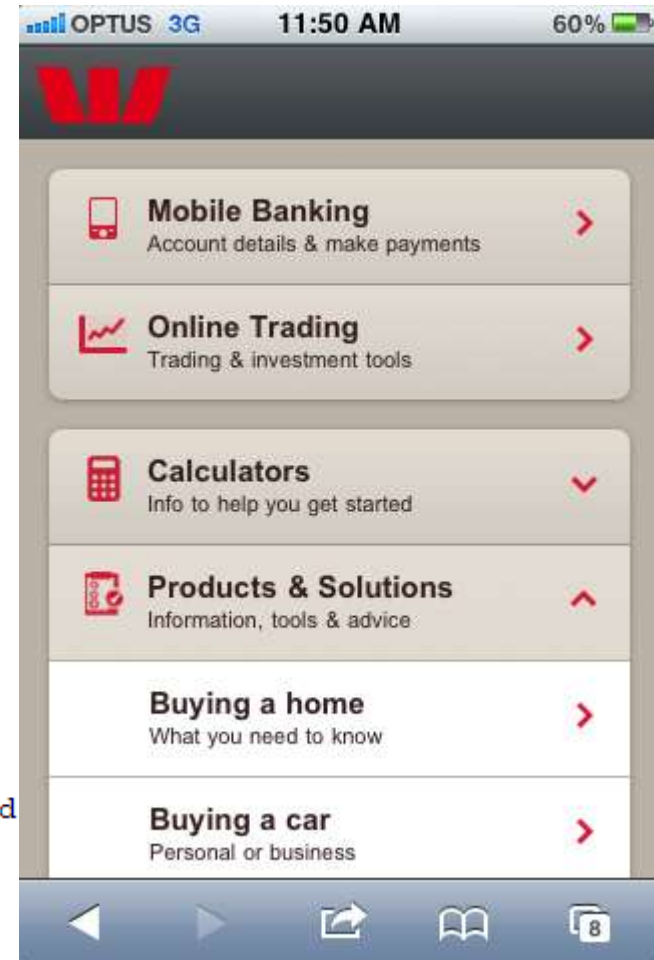 OPTUS 3G 11:50 AM 60%
Mobile Banking
Account details & make payments
Online Trading
Trading & investment tools
Calculators
Info to help you get started
Products & Solutions
Information, tools & advice
Buying a home
What you need to know
d
Buying a car
Personal or business
8